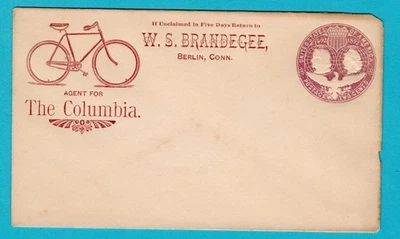 If Unclaimed in Five Days Return to
W. S. BRANDEGEE,
BERLIN, CONN.
AGENT FOR
The Columbia.